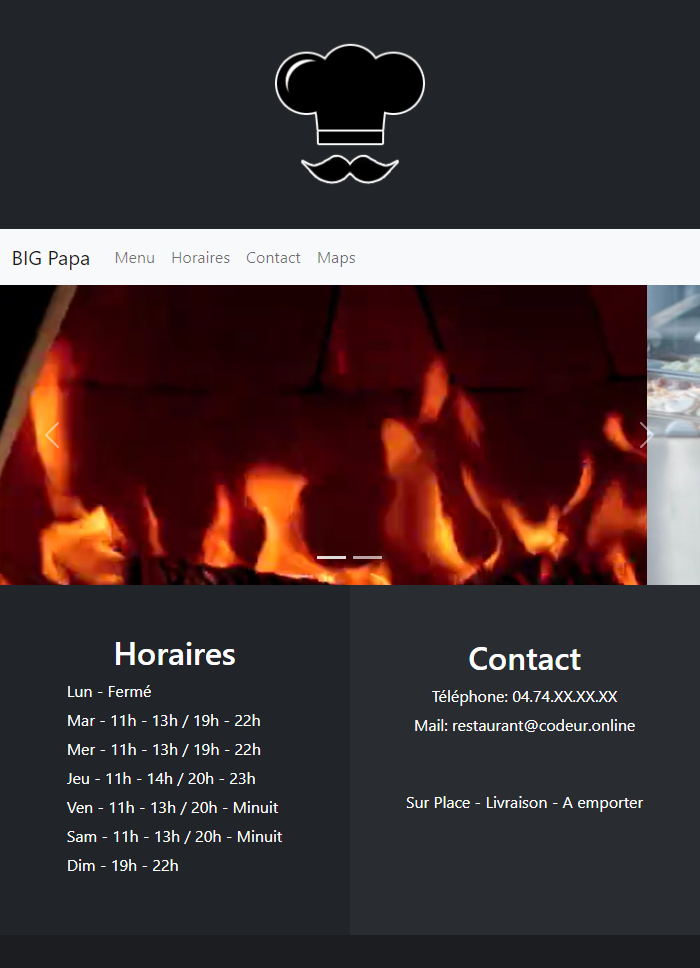 BIG Papa Menu Horaires Contact Maps
Horaires
Lun - Fermé
Mar - 11h - 13h / 19h - 22h
Mer - 11h - 13h / 19h - 22h
Jeu - 11h - 14h / 20h - 23h
Ven - 11h - 13h / 20h - Minuit
Sam - 11h - 13h / 20h - Minuit
Dim - 19h - 22h
Contact
Téléphone: 04.74.XX.XX.XX
Mail: restaurant@codeur.online
Sur Place - Livraison - A emporter